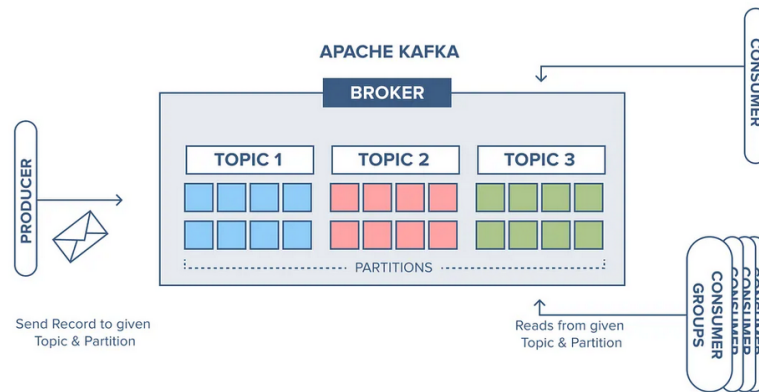 APACHE KAFKA
BROKER
CONSUMER
PRODUCER
TOPIC 1
TOPIC 2
TOPIC 3
PARTITIONS
Send Record to given
Topic & Partition
Reads from given
Topic & Partition
CONSUMER
GROUPS
CONSUMER